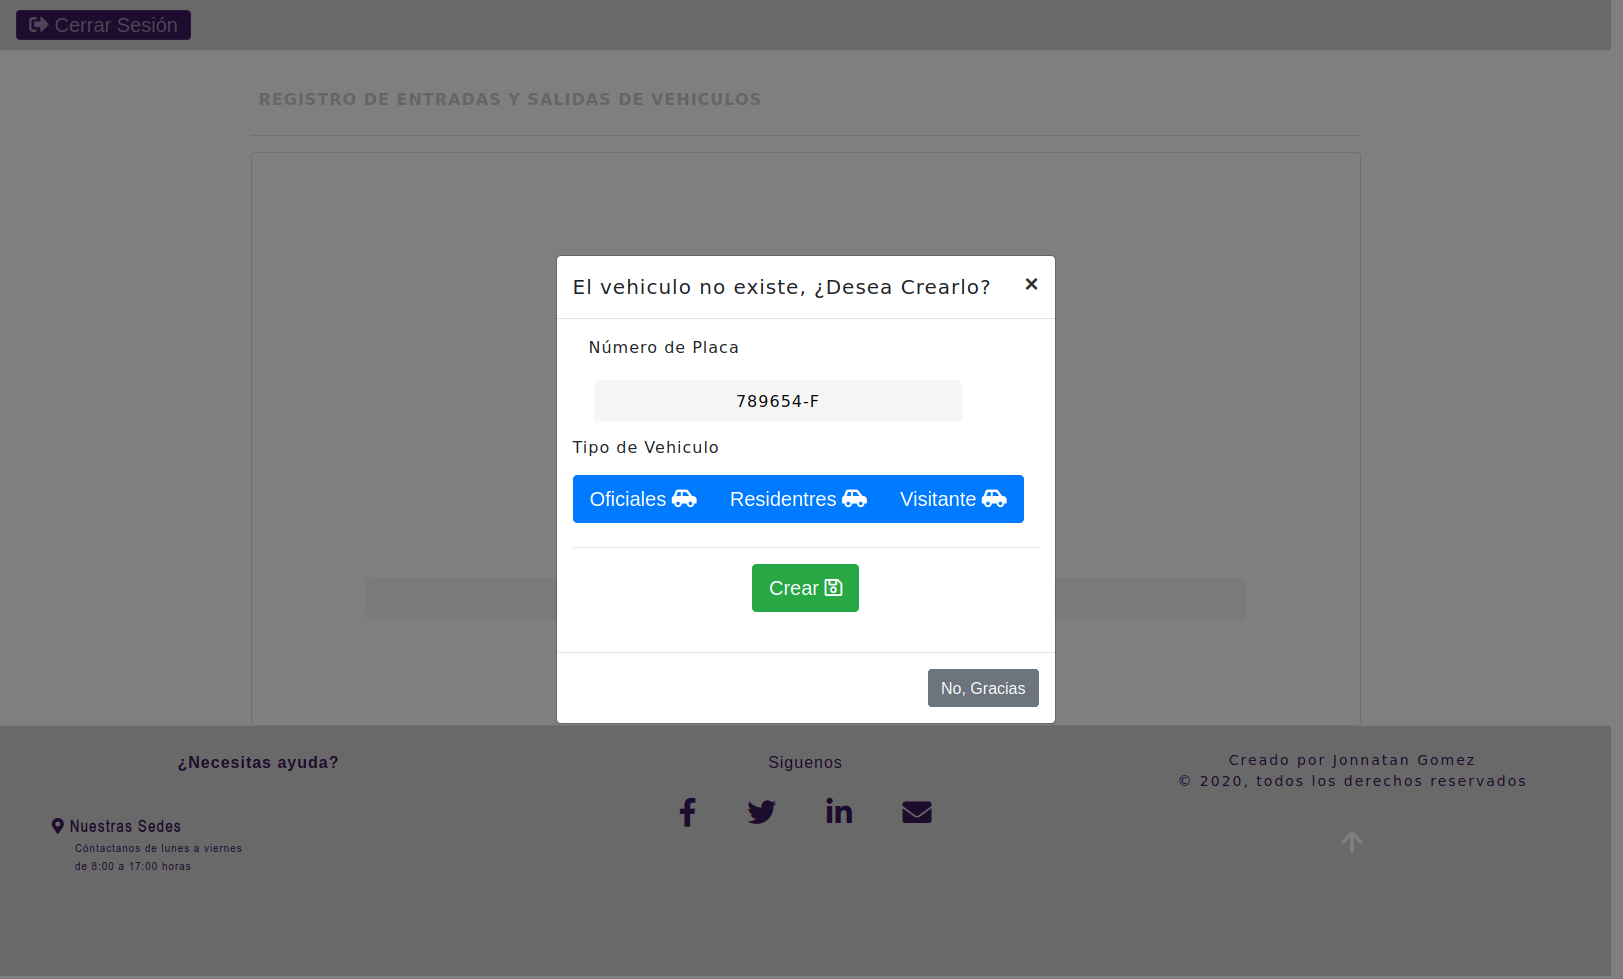 Cerrar Sesión
REGISTRO DE ENTRADAS Y SALIDAS DE VEHICULOS
El vehiculo no existe, ¿Desea Crearlo? ×
Número de Placa
789654-F
Tipo de Vehiculo
Oficiales Residentres Visitante
Crear
No, Gracias
¿Necesitas ayuda?
Nuestras Sedes
Cóntactanos de lunes a viernes
de 8:00 a 17:00 horas
Siguenos
Creado por Jonnatan Gomez
© 2020, todos los derechos reservados